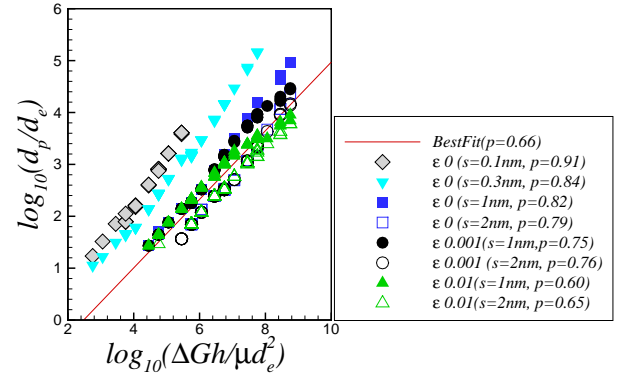 log10(dp/de)
6
5
4
3
2
1
0
2
4
6
8
10
log10(ΔGh/μde²)
BestFit(p=0.66)
ε 0 (s=0.1nm, p=0.91)
ε 0 (s=0.3nm, p=0.84)
ε 0 (s=1nm, p=0.82)
ε 0 (s=2nm, p=0.79)
ε 0.001(s=1nm,p=0.75)
ε 0.001 (s=2nm, p=0.76)
ε 0.01(s=1nm, p=0.60)
ε 0.01(s=2nm, p=0.65)